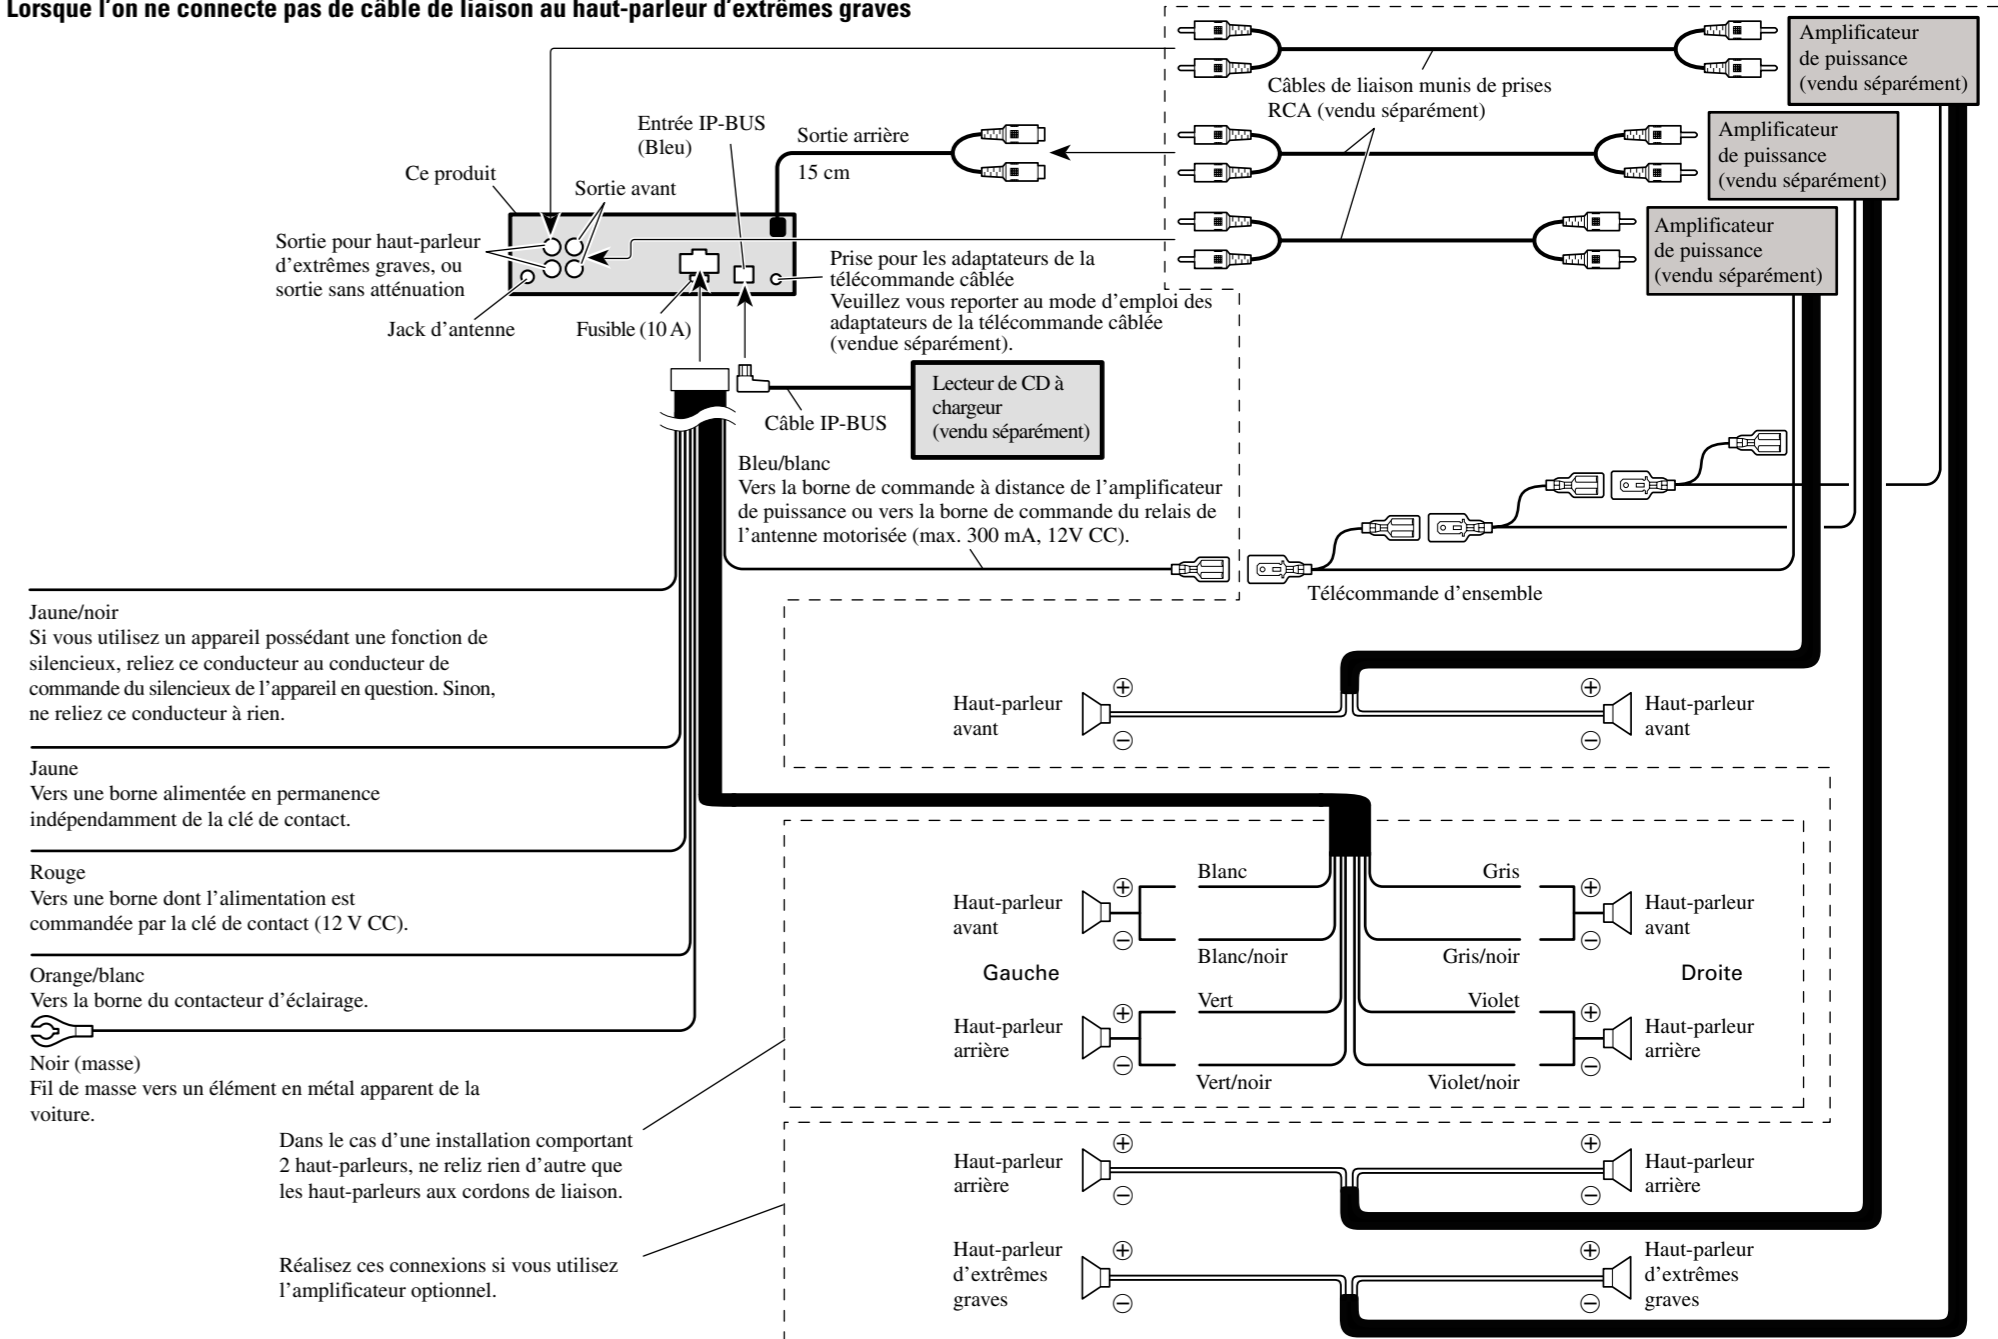 Lorsque l'on ne connecte pas de câble de liaison au haut-parleur d'extrêmes graves
Amplificateur
de puissance
(vendu séparément)
Câbles de liaison munis de prises
RCA (vendu séparément)
Entrée IP-BUS
(Bleu)
Sortie arrière
15 cm
Amplificateur
de puissance
(vendu séparément)
Ce produit
Sortie avant
Sortie pour haut-parleur
d'extrêmes graves, ou
sortie sans atténuation
Amplificateur
de puissance
(vendu séparément)
Jack d'antenne
Fusible (10 A)
Prise pour les adaptateurs de la
télécommande câblée
Veuillez vous reporter au mode d'emploi des
adaptateurs de la télécommande câblée
(vendue séparément).
Lecteur de CD à
chargeur
(vendu séparément)
Câble IP-BUS
Bleu/blanc
Vers la borne de commande à distance de l'amplificateur
de puissance ou vers la borne de commande du relais de
l'antenne motorisée (max. 300 mA, 12V CC).
Télécommande d'ensemble
Jaune/noir
Si vous utilisez un appareil possédant une fonction de
silencieux, reliez ce conducteur au conducteur de
commande du silencieux de l'appareil en question. Sinon,
ne reliez ce conducteur à rien.
Jaune
Vers une borne alimentée en permanence
indépendamment de la clé de contact.
Rouge
Vers une borne dont l'alimentation est
commandée par la clé de contact (12 V CC).
Orange/blanc
Vers la borne du contacteur d'éclairage.
Noir (masse)
Fil de masse vers un élément en métal apparent de la
voiture.
Dans le cas d'une installation comportant
2 haut-parleurs, ne reliz rien d'autre que
les haut-parleurs aux cordons de liaison.
Réalisez ces connexions si vous utilisez
l'amplificateur optionnel.
Haut-parleur
avant
⊕
⊖
⊕
⊖
Haut-parleur
avant
Haut-parleur
avant
⊕
⊖
Blanc
Blanc/noir
Gris
Gris/noir
⊕
⊖
Haut-parleur
avant
Gauche
Droite
Haut-parleur
arrière
⊕
⊖
Vert
Vert/noir
Violet
Violet/noir
⊕
⊖
Haut-parleur
arrière
Haut-parleur
arrière
⊕
⊖
⊕
⊖
Haut-parleur
arrière
Haut-parleur
d'extrêmes
graves
⊕
⊖
⊕
⊖
Haut-parleur
d'extrêmes
graves